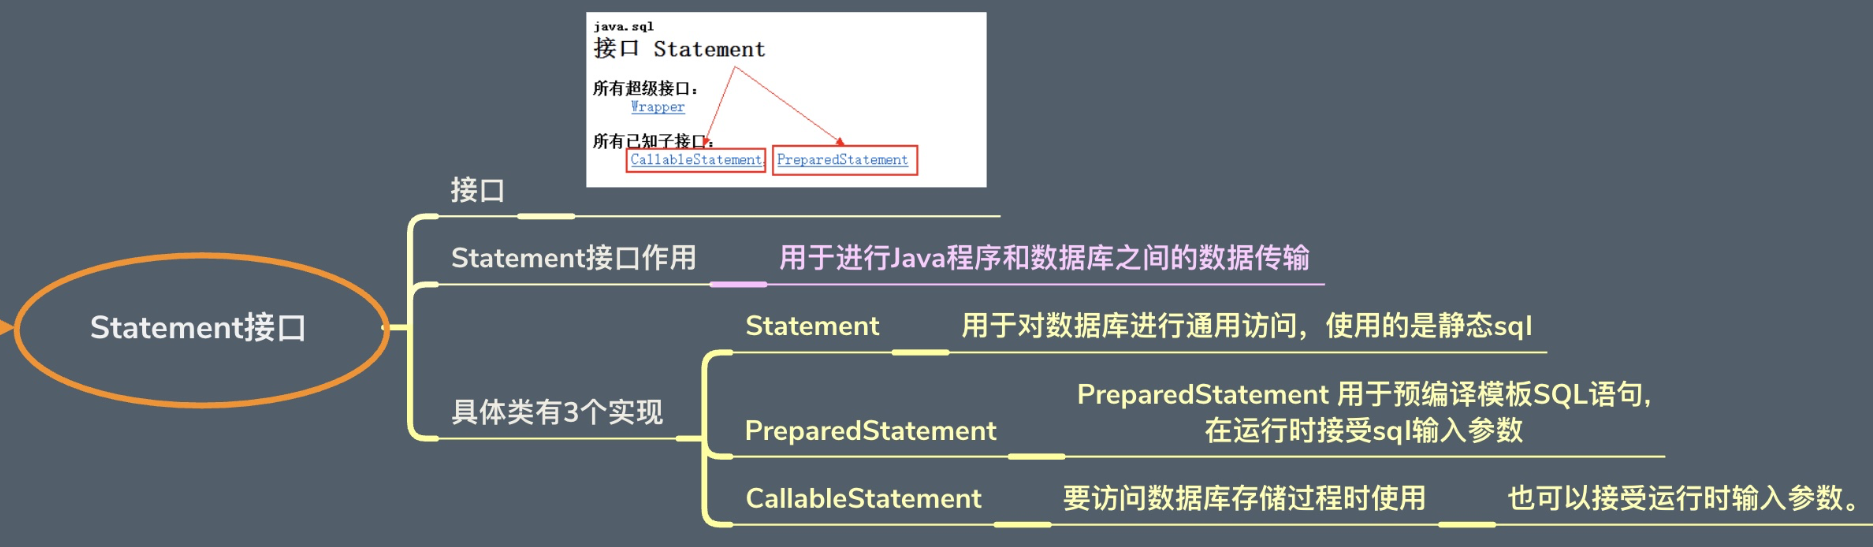 java.sql
接口 Statement
所有超级接口：
Wrapper
所有已知子接口：
CallableStatement, PreparedStatement
接口
Statement接口作用
用于进行Java程序和数据库之间的数据传输
Statement接口
具体类有3个实现
Statement
用于对数据库进行通用访问，使用的是静态sql
PreparedStatement
PreparedStatement 用于预编译模板SQL语句,
在运行时接受sql输入参数
CallableStatement
要访问数据库存储过程时使用
也可以接受运行时输入参数。